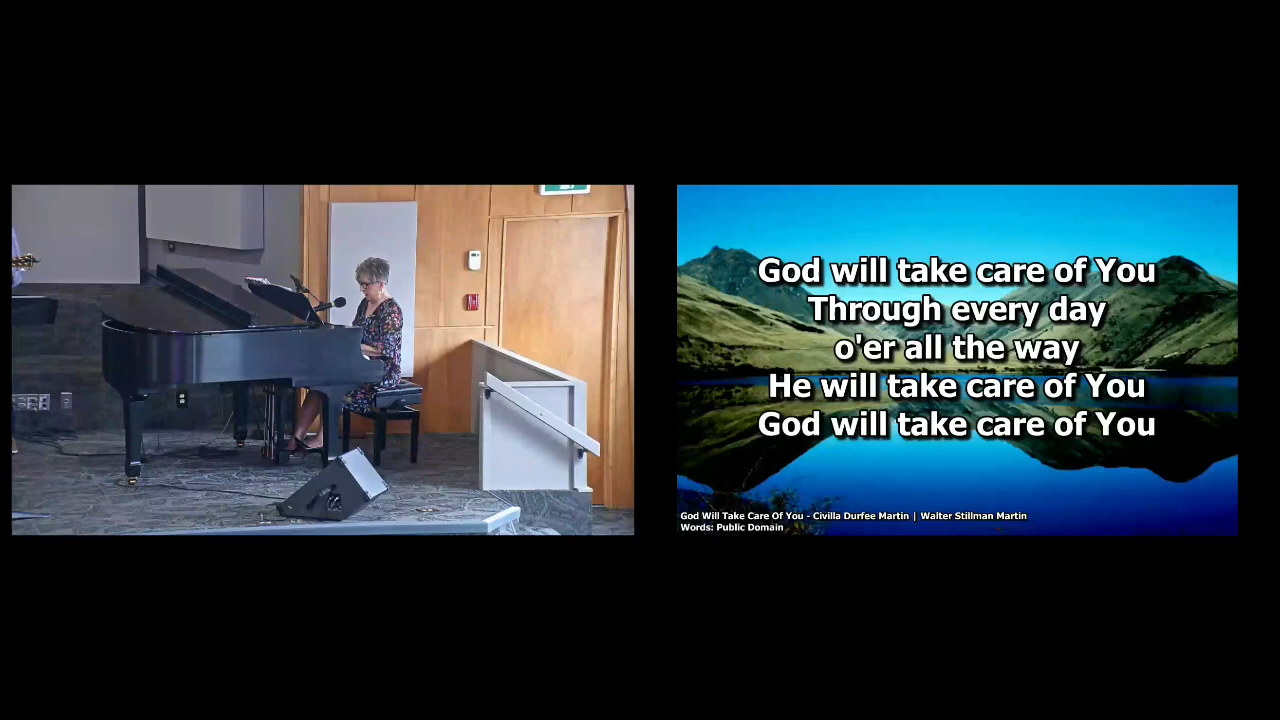 God will take care of You
Through every day
o'er all the way
He will take care of You
God will take care of You
God Will Take Care Of You - Civilla Durfee Martin | Walter Stillman Martin
Words: Public Domain